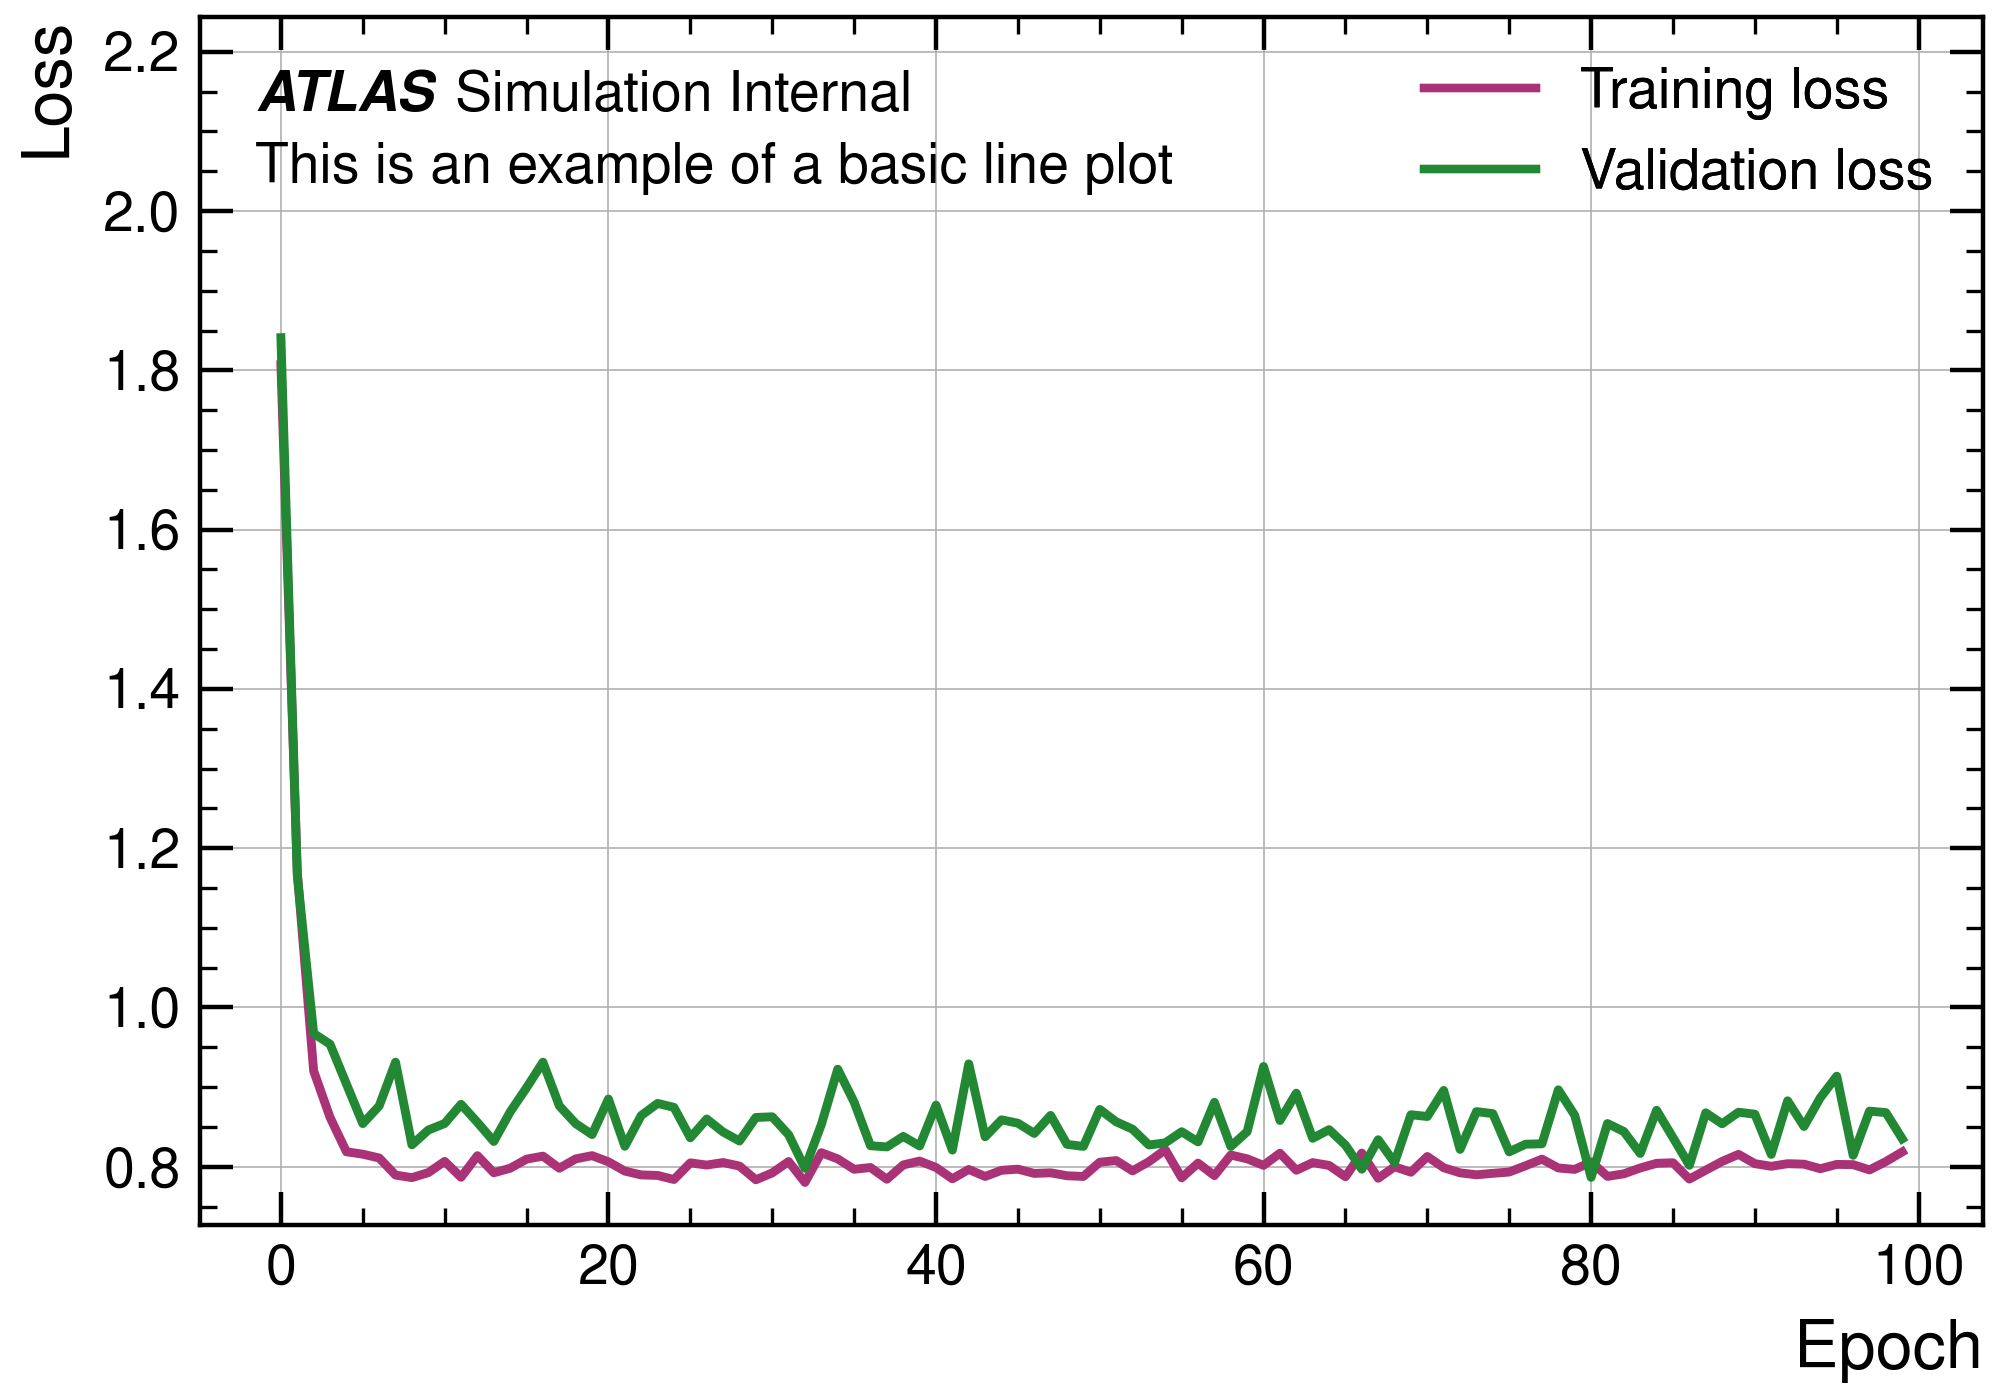 Loss
2.2
2.0
1.8
1.6
1.4
1.2
1.0
0.8
ATLAS Simulation Internal
This is an example of a basic line plot
Training loss
Validation loss
0 20 40 60 80 100
Epoch